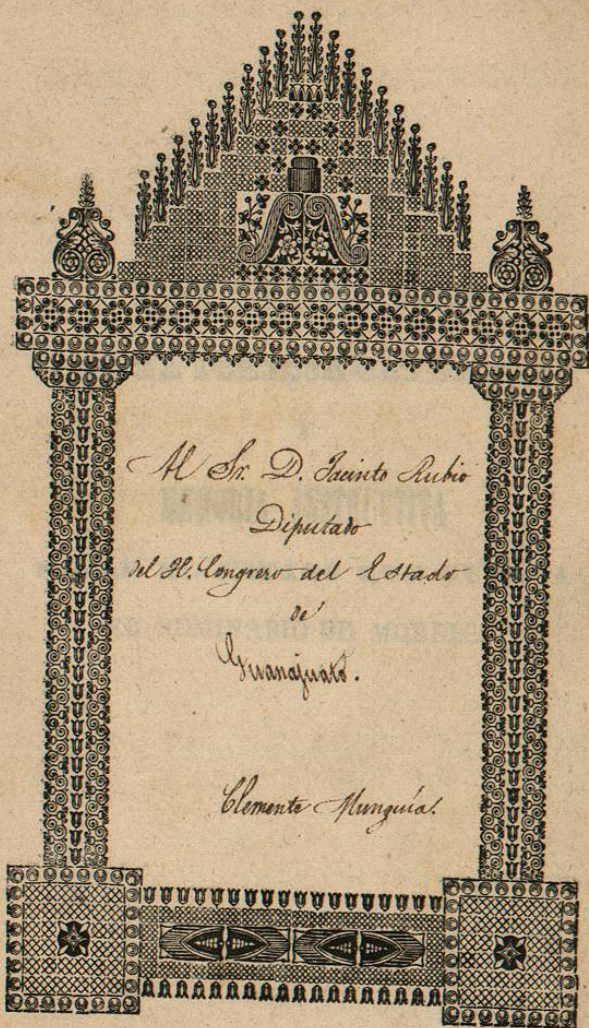 Al Sr. D. Jacinto Rubio
Diputado
del H. Congreso del Estado
de
Guanajuato.
Clemente Munguía.